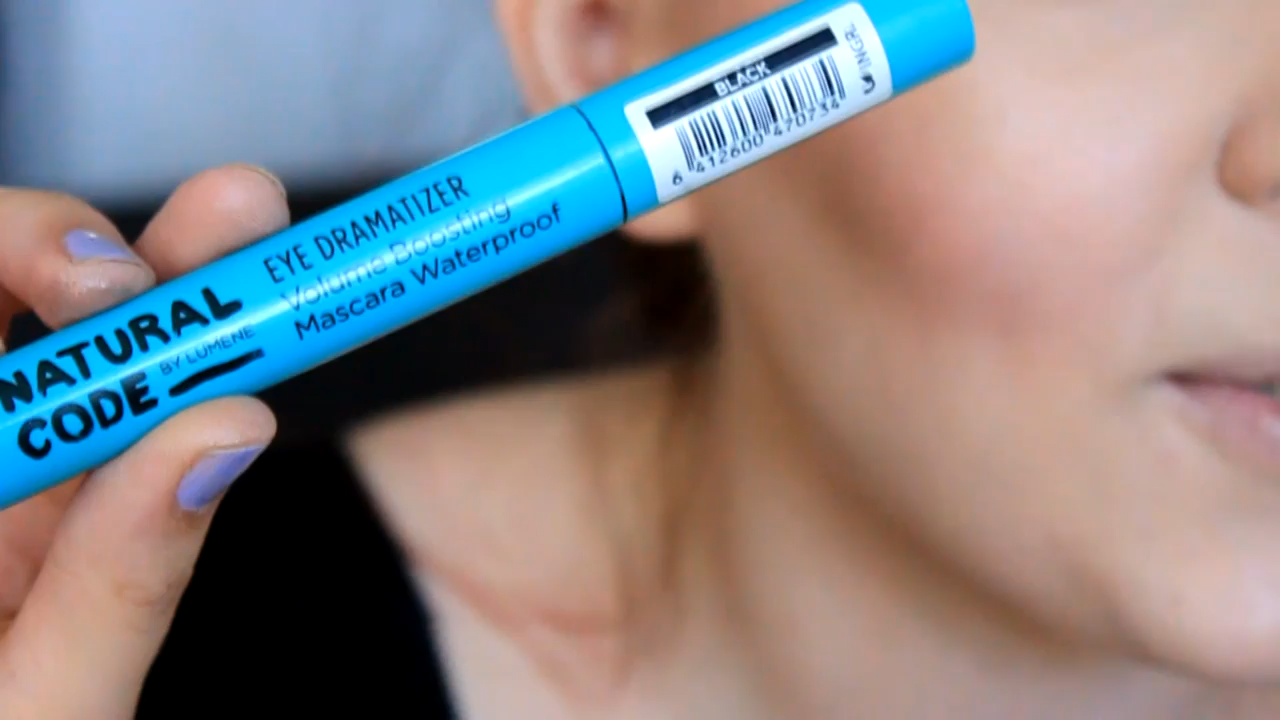 NATURAL
CODE
BY LUMENE
EYE DRAMATIZER
Volume Boosting
Mascara Waterproof
BLACK
6 412600 470734
INGR.